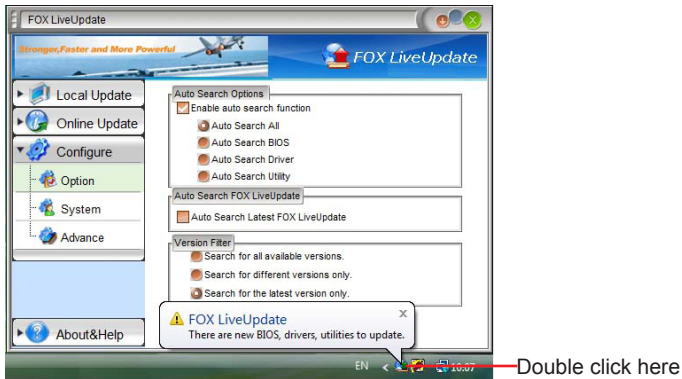 FOX LiveUpdate
Stronger,Faster and More Powerful
FOX LiveUpdate
Local Update
Online Update
Configure
Option
System
Advance
About&Help
Auto Search Options
Enable auto search function
Auto Search All
Auto Search BIOS
Auto Search Driver
Auto Search Utility
Auto Search FOX LiveUpdate
Auto Search Latest FOX LiveUpdate
Version Filter
Search for all available versions.
Search for different versions only.
Search for the latest version only.
FOX LiveUpdate
There are new BIOS, drivers, utilities to update.
EN
Double click here